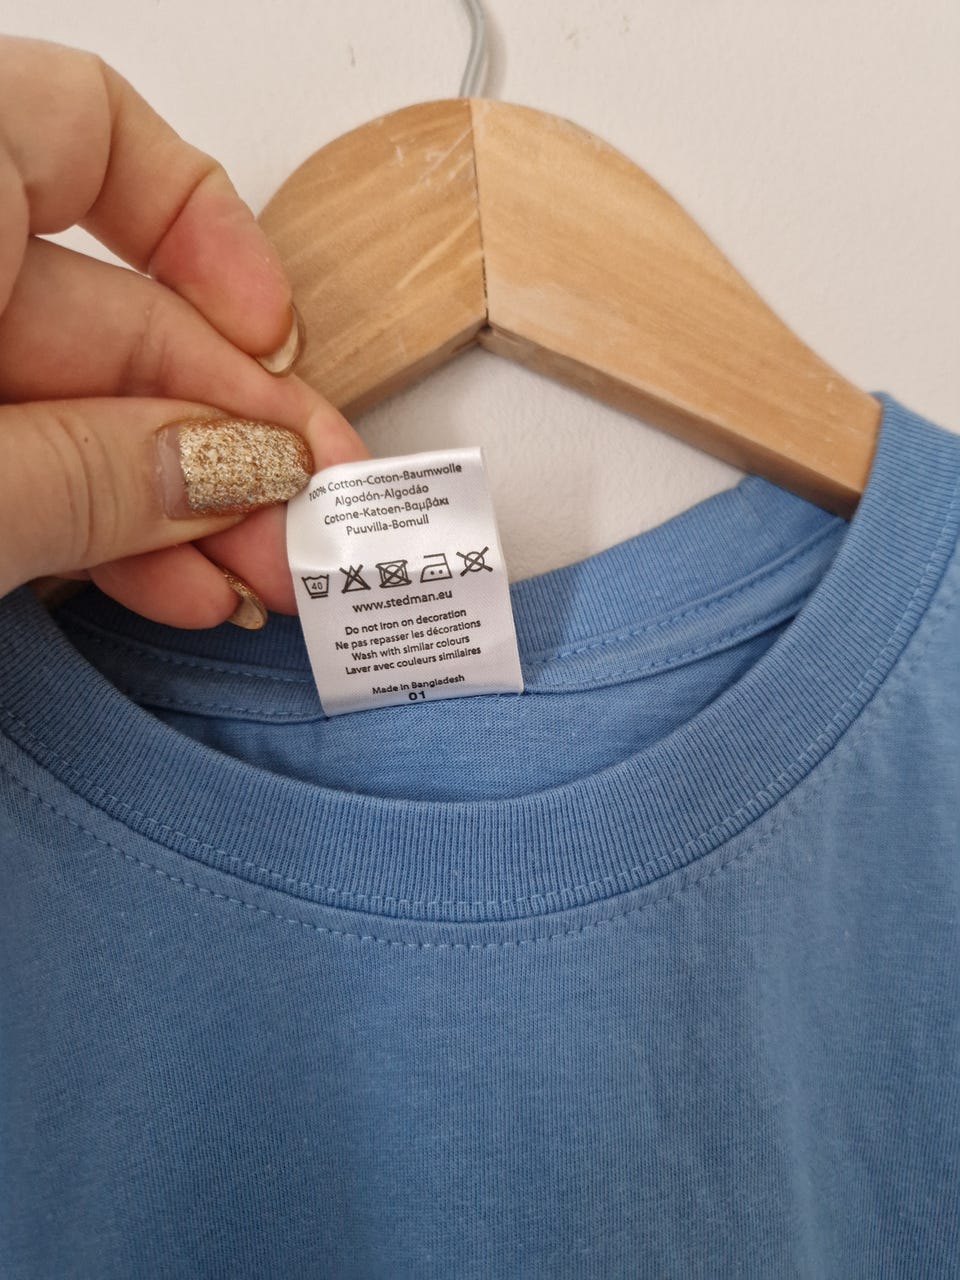 100% Cotton-Coton-Baumwolle
Algodón-Algodão
Cotone-Katoen-Βαμβάκι
Puuvilla-Bomull
40
www.stedman.eu
Do not iron on decoration
Ne pas repasser les décorations
Wash with similar colours
Laver avec couleurs similaires
Made in Bangladesh
01